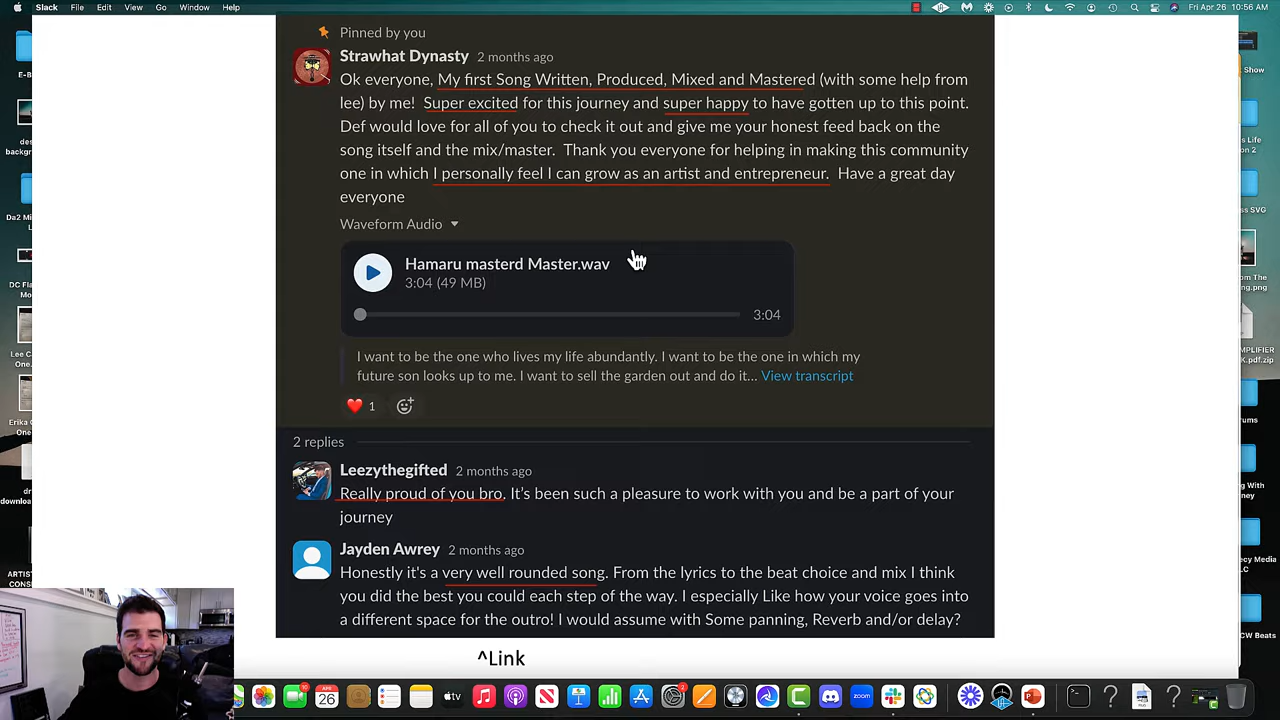 Slack File Edit View Go Window Help
Fri Apr 26 10:56 AM
Pinned by you
Strawhat Dynasty 2 months ago
Ok everyone, My first Song Written, Produced, Mixed and Mastered (with some help from
lee) by me! Super excited for this journey and super happy to have gotten up to this point.
Def would love for all of you to check it out and give me your honest feed back on the
song itself and the mix/master. Thank you everyone for helping in making this community
one in which I personally feel I can grow as an artist and entrepreneur. Have a great day
everyone
Waveform Audio
Hamaru masterd Master.wav
3:04 (49 MB)
3:04
I want to be the one who lives my life abundantly. I want to be the one in which my
future son looks up to me. I want to sell the garden out and do it... View transcript
1
2 replies
Leezythegifted 2 months ago
Really proud of you bro. It's been such a pleasure to work with you and be a part of your
journey
Jayden Awrey 2 months ago
Honestly it's a very well rounded song. From the lyrics to the beat choice and mix I think
you did the best you could each step of the way. I especially Like how your voice goes into
a different space for the outro! I would assume with Some panning, Reverb and/or delay?
^Link